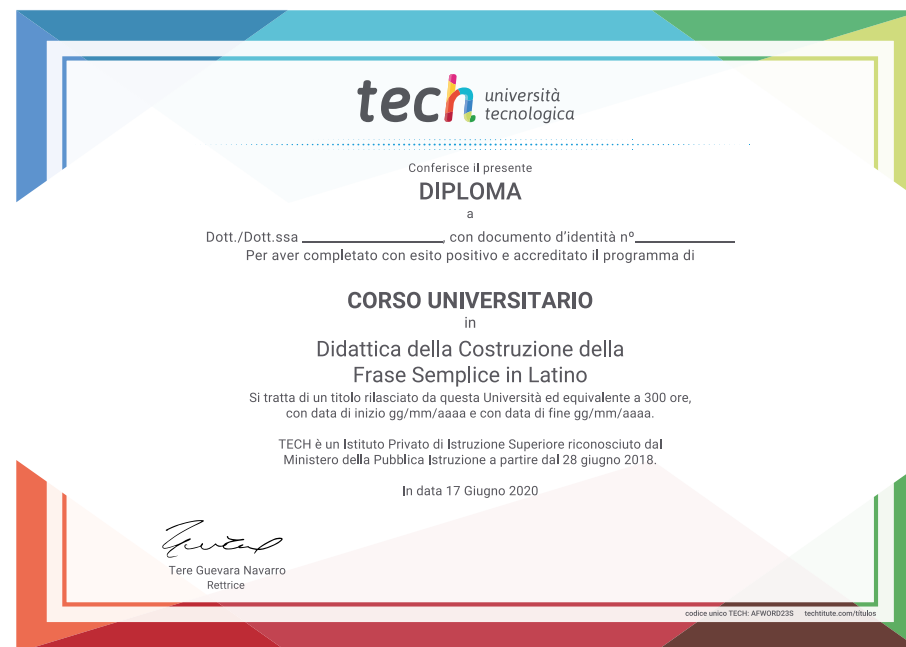 tech università
tecnologica
Conferisce il presente
DIPLOMA
a
Dott./Dott.ssa ____________________, con documento d'identità nº______________
Per aver completato con esito positivo e accreditato il programma di
CORSO UNIVERSITARIO
in
Didattica della Costruzione della
Frase Semplice in Latino
Si tratta di un titolo rilasciato da questa Università ed equivalente a 300 ore,
con data di inizio gg/mm/aaaa e con data di fine gg/mm/aaaa.
TECH è un Istituto Privato di Istruzione Superiore riconosciuto dal
Ministero della Pubblica Istruzione a partire dal 28 giugno 2018.
In data 17 Giugno 2020
Tere Guevara Navarro
Rettrice
codice unico TECH: AFWORD23S techtitute.com/titulos